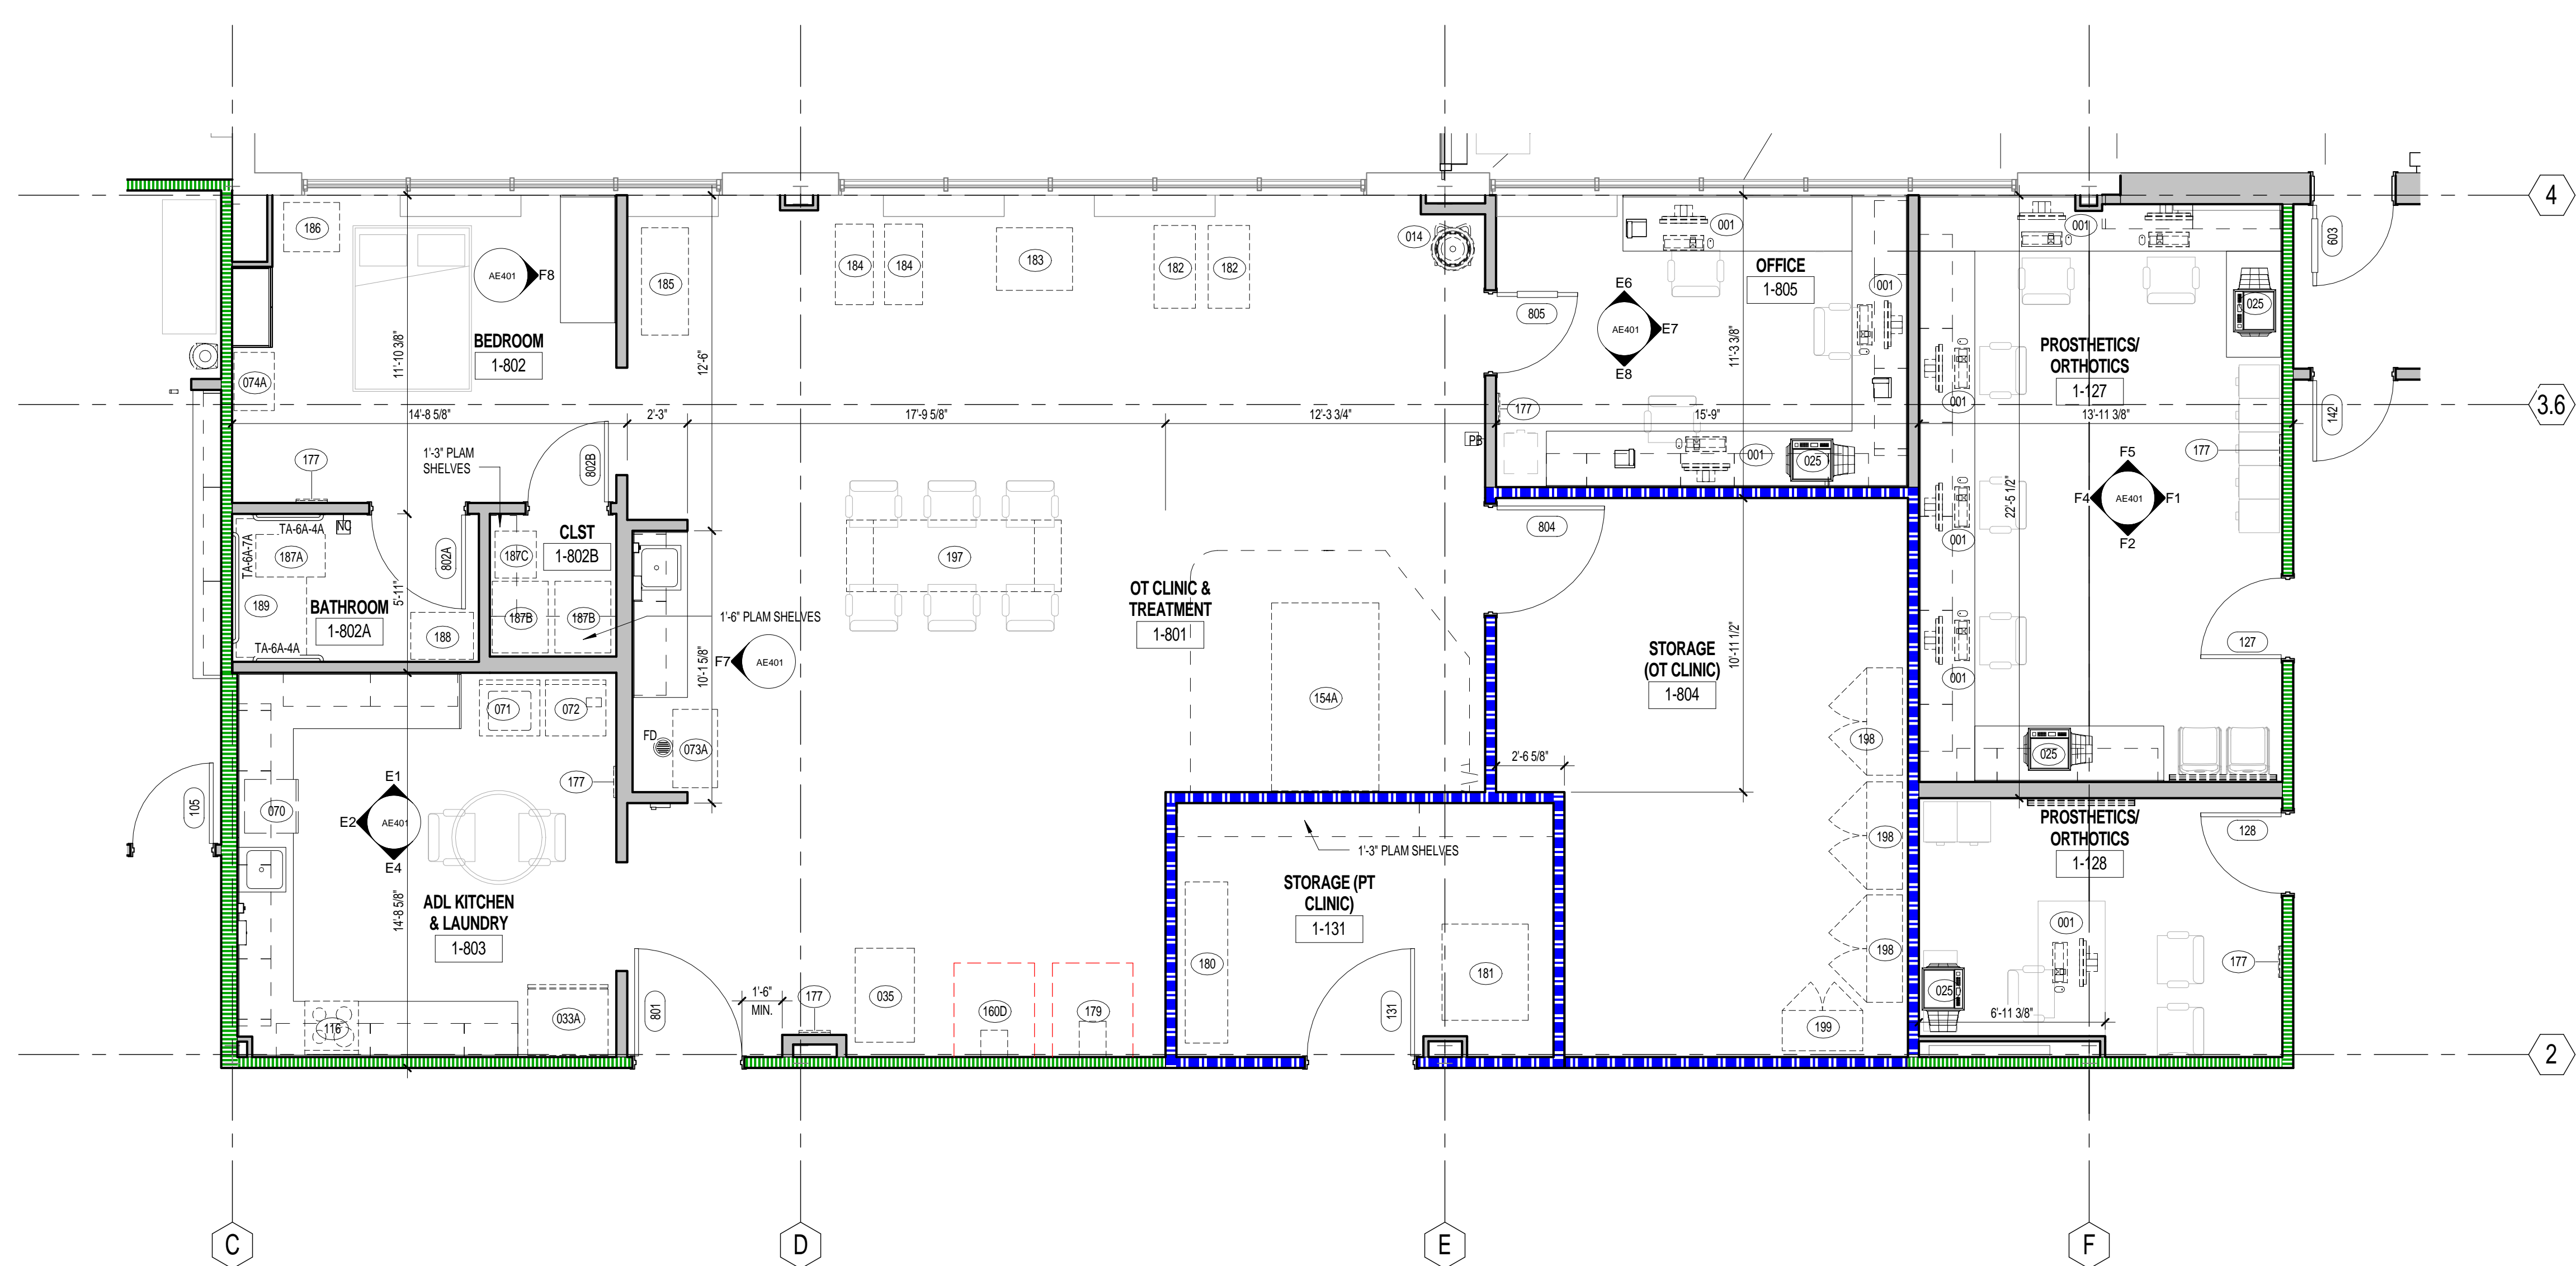 4
3.6
2
C
D
E
F
186
BEDROOM
1-802
AE401
F8
11'-10 3/8"
074A
14'-8 5/8"
2'-3"
17'-9 5/8"
12'-3 3/4"
15'-9"
13'-11 3/8"
185
12'-6"
184
184
183
182
182
014
OFFICE
1-805
001
001
001
025
805
E6
E7
E8
AE401
11'-3 3/8"
177
PB
PROSTHETICS/
ORTHOTICS
1-127
001
001
001
001
025
025
177
F5
F4
F1
F2
AE401
22'-5 1/2"
603
142
127
177
1'-3" PLAM
SHELVES
802B
CLST
1-802B
187C
187B
187B
1'-6" PLAM SHELVES
TA-6A-4A
NC
TA-6A-7A
187A
189
802A
5'-11"
BATHROOM
1-802A
188
TA-6A-4A
F7
AE401
10'-1 5/8"
197
OT CLINIC &
TREATMENT
1-801
154A
804
STORAGE
(OT CLINIC)
1-804
10'-11 1/2"
2'-6 5/8"
198
198
198
199
071
072
FD
073A
177
105
070
E1
E2
E4
AE401
ADL KITCHEN
& LAUNDRY
1-803
14'-8 5/8"
116
033A
801
1'-6"
MIN.
177
035
160D
179
1'-3" PLAM SHELVES
STORAGE (PT
CLINIC)
1-131
180
181
131
PROSTHETICS/
ORTHOTICS
1-128
128
001
025
177
6'-11 3/8"